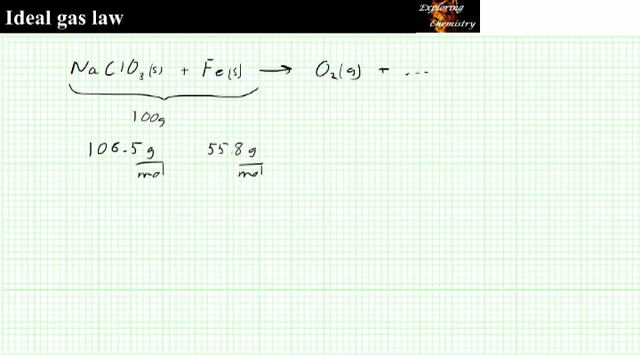 Ideal gas law
Exploring
Chemistry
NaClO₃(s) + Fe(s) → O₂(g) + ...
100g
106.5 g/mol 55.8 g/mol